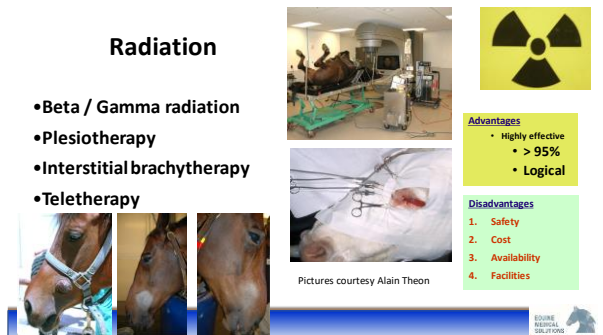 Radiation
•Beta / Gamma radiation
•Plesiotherapy
•Interstitial brachytherapy
•Teletherapy
Pictures courtesy Alain Theon
Advantages
• Highly effective
• > 95%
• Logical
Disadvantages
1. Safety
2. Cost
3. Availability
4. Facilities
EQUINE
MEDICAL
SOLUTIONS